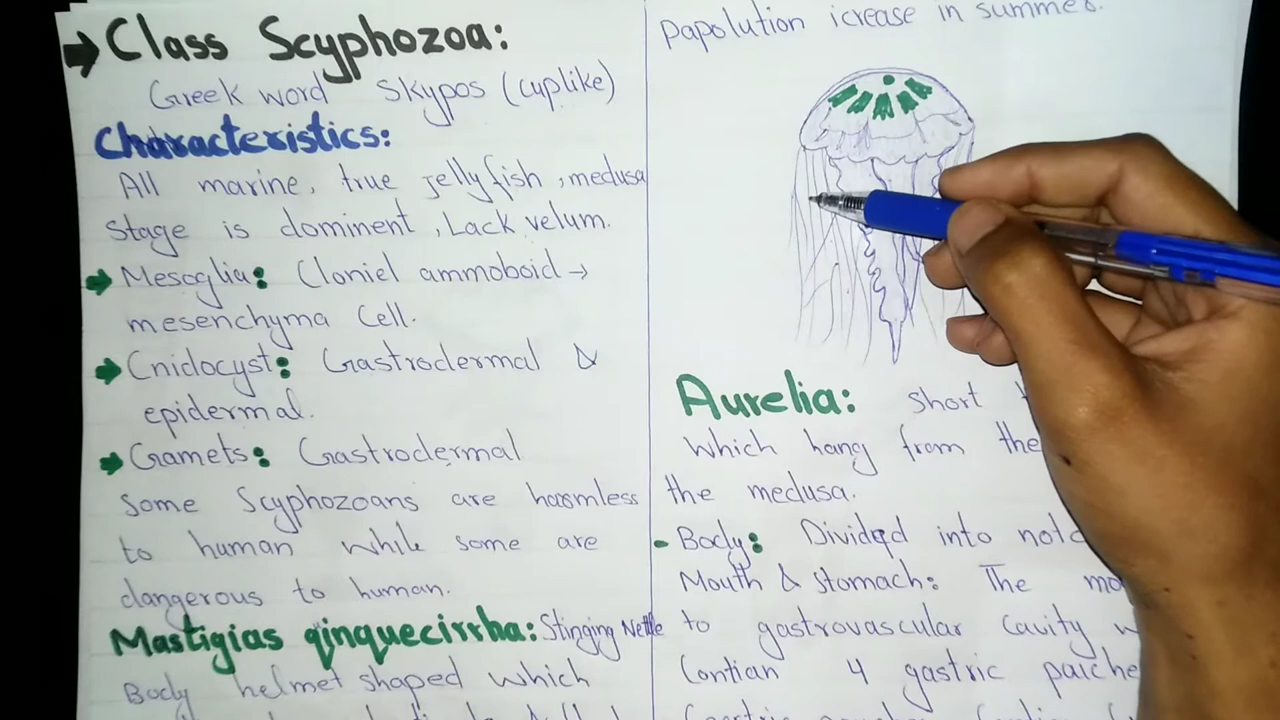 Class Scyphozoa:
Greek word Skypos (cuplike)
Characteristics:
All marine, true jellyfish, medusa
stage is dominent, Lack velum.
Mesoglia: Cloniel ammoboid →
mesenchyma Cell.
Cnidocyst: Gastrodermal &
epidermal.
Gamets: Gastrodermal
Some Scyphozoans are harmless
to human while some are
dangerous to human.
Mastigias qinquecirrha: Stinging Nettle
Body helmet shaped which
Papolution icrease in summer.
Aurelia: Short
Which hang from the
the medusa.
Body: Divided into
Mouth & Stomach: The
to gastrovascular Cavity
Contian 4 gastric